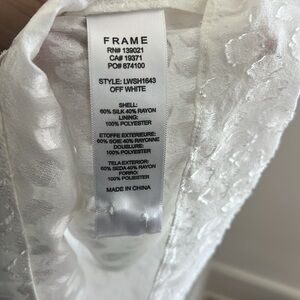 FRAME
RN# 139021
CA# 19371
PO# 874100
STYLE: LWSH1643
OFF WHITE
SHELL:
60% SILK 40% RAYON
LINING:
100% POLYESTER
ETOFFE EXTERIEURE:
60% SOIE 40% RAYONNE
DOUBLURE:
100% POLYESTER
TELA EXTERIOR:
60% SEDA 40% RAYON
FORRO:
100% POLYESTER
MADE IN CHINA